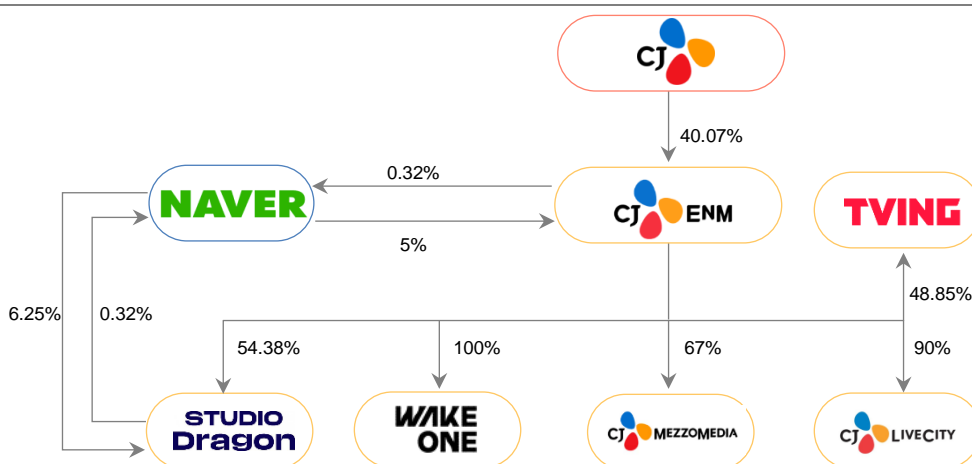 CJ
40.07%
0.32%
NAVER
CJ ENM
TVING
5%
48.85%
6.25%
0.32%
54.38%
100%
67%
90%
STUDIO
Dragon
WAKE
ONE
CJ MEZZOMEDIA
CJ LIVECITY